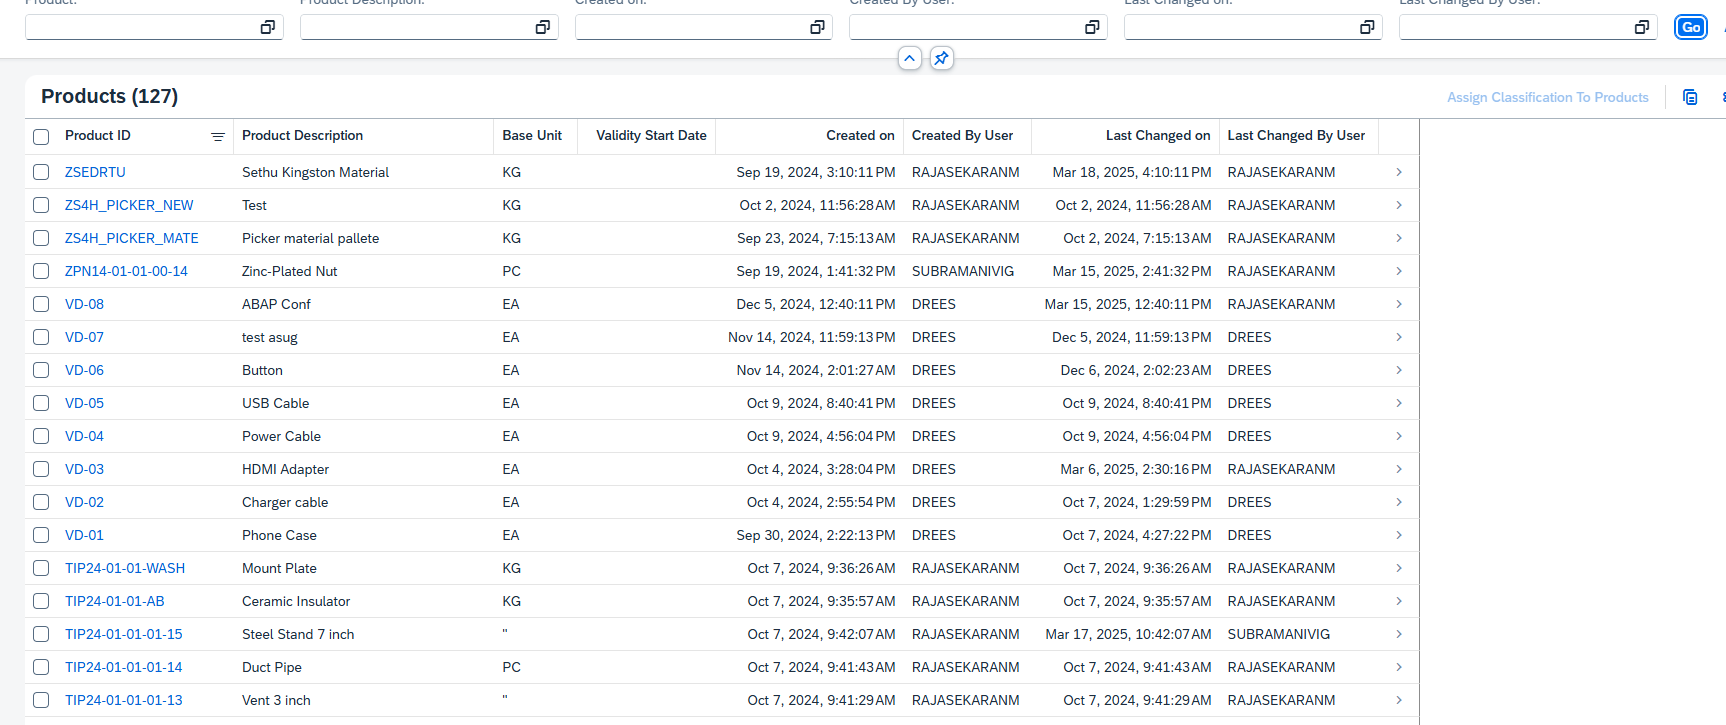 Product: Product Description: Created on: Created By User: Last Changed on: Last Changed By User:
Go
Products (127)
Assign Classification To Products
Product ID Product Description Base Unit Validity Start Date Created on Created By User Last Changed on Last Changed By User
ZSEDRTU Sethu Kingston Material KG Sep 19, 2024, 3:10:11 PM RAJASEKARANM Mar 18, 2025, 4:10:11 PM RAJASEKARANM
ZS4H_PICKER_NEW Test KG Oct 2, 2024, 11:56:28 AM RAJASEKARANM Oct 2, 2024, 11:56:28 AM RAJASEKARANM
ZS4H_PICKER_MATE Picker material pallete KG Sep 23, 2024, 7:15:13 AM RAJASEKARANM Oct 2, 2024, 7:15:13 AM RAJASEKARANM
ZPN14-01-01-00-14 Zinc-Plated Nut PC Sep 19, 2024, 1:41:32 PM SUBRAMANIVIG Mar 15, 2025, 2:41:32 PM RAJASEKARANM
VD-08 ABAP Conf EA Dec 5, 2024, 12:40:11 PM DREES Mar 15, 2025, 12:40:11 PM RAJASEKARANM
VD-07 test asug EA Nov 14, 2024, 11:59:13 PM DREES Dec 5, 2024, 11:59:13 PM DREES
VD-06 Button EA Nov 14, 2024, 2:01:27 AM DREES Dec 6, 2024, 2:02:23 AM DREES
VD-05 USB Cable EA Oct 9, 2024, 8:40:41 PM DREES Oct 9, 2024, 8:40:41 PM DREES
VD-04 Power Cable EA Oct 9, 2024, 4:56:04 PM DREES Oct 9, 2024, 4:56:04 PM DREES
VD-03 HDMI Adapter EA Oct 4, 2024, 3:28:04 PM DREES Mar 6, 2025, 2:30:16 PM RAJASEKARANM
VD-02 Charger cable EA Oct 4, 2024, 2:55:54 PM DREES Oct 7, 2024, 1:29:59 PM DREES
VD-01 Phone Case EA Sep 30, 2024, 2:22:13 PM DREES Oct 7, 2024, 4:27:22 PM DREES
TIP24-01-01-WASH Mount Plate KG Oct 7, 2024, 9:36:26 AM RAJASEKARANM Oct 7, 2024, 9:36:26 AM RAJASEKARANM
TIP24-01-01-AB Ceramic Insulator KG Oct 7, 2024, 9:35:57 AM RAJASEKARANM Oct 7, 2024, 9:35:57 AM RAJASEKARANM
TIP24-01-01-01-15 Steel Stand 7 inch " Oct 7, 2024, 9:42:07 AM RAJASEKARANM Mar 17, 2025, 10:42:07 AM SUBRAMANIVIG
TIP24-01-01-01-14 Duct Pipe PC Oct 7, 2024, 9:41:43 AM RAJASEKARANM Oct 7, 2024, 9:41:43 AM RAJASEKARANM
TIP24-01-01-01-13 Vent 3 inch " Oct 7, 2024, 9:41:29 AM RAJASEKARANM Oct 7, 2024, 9:41:29 AM RAJASEKARANM